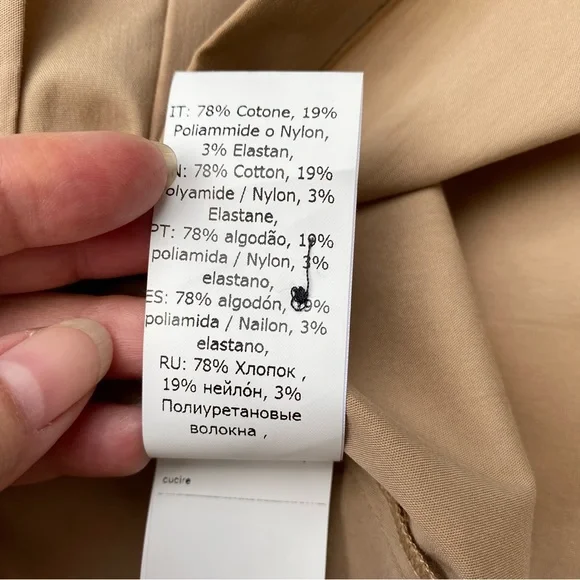 IT: 78% Cotone, 19%
Poliammide o Nylon,
3% Elastan,
N: 78% Cotton, 19%
olyamide / Nylon, 3%
Elastane,
PT: 78% algodão, 19%
poliamida / Nylon, 3%
elastano,
ES: 78% algodón, 19%
poliamida / Nailon, 3%
elastano,
RU: 78% Хлопок ,
19% нейло́н, 3%
Полиуретановые
волокна ,
cucire